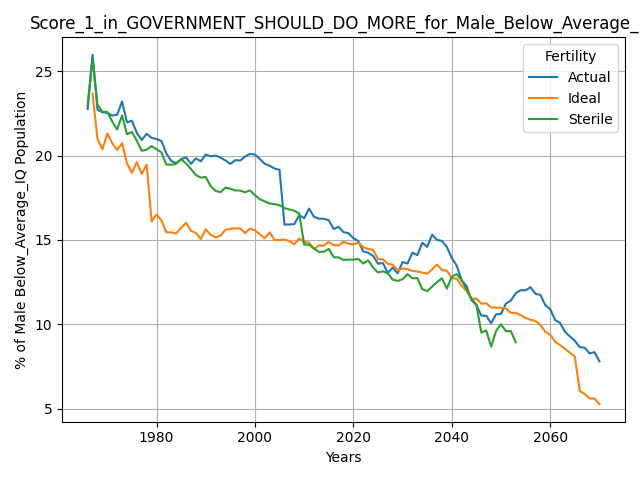 Score_1_in_GOVERNMENT_SHOULD_DO_MORE_for_Male_Below_Average_
% of Male Below_Average_IQ Population
25
20
15
10
5
Fertility
Actual
Ideal
Sterile
1980 2000 2020 2040 2060
Years